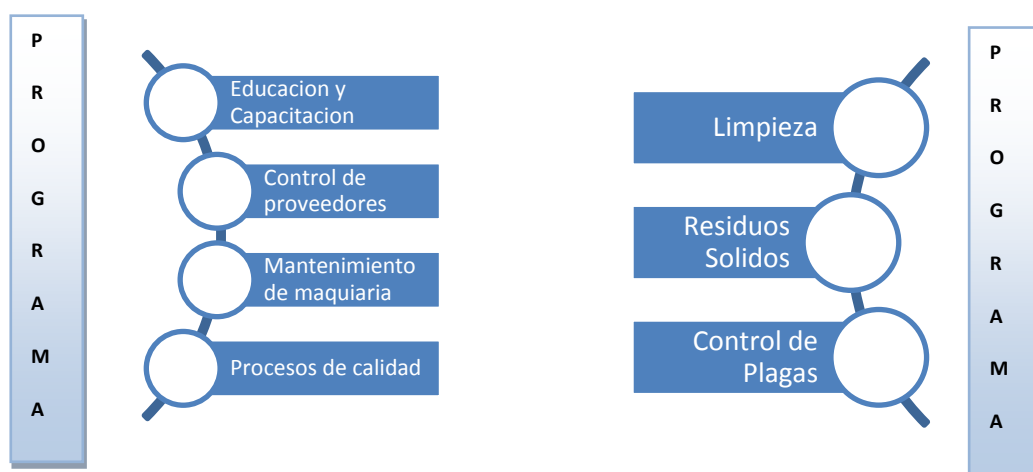 P
R
O
G
R
A
M
A
Educacion y
Capacitacion
Control de
proveedores
Mantenimiento
de maquiaria
Procesos de calidad
Limpieza
Residuos
Solidos
Control de
Plagas
P
R
O
G
R
A
M
A